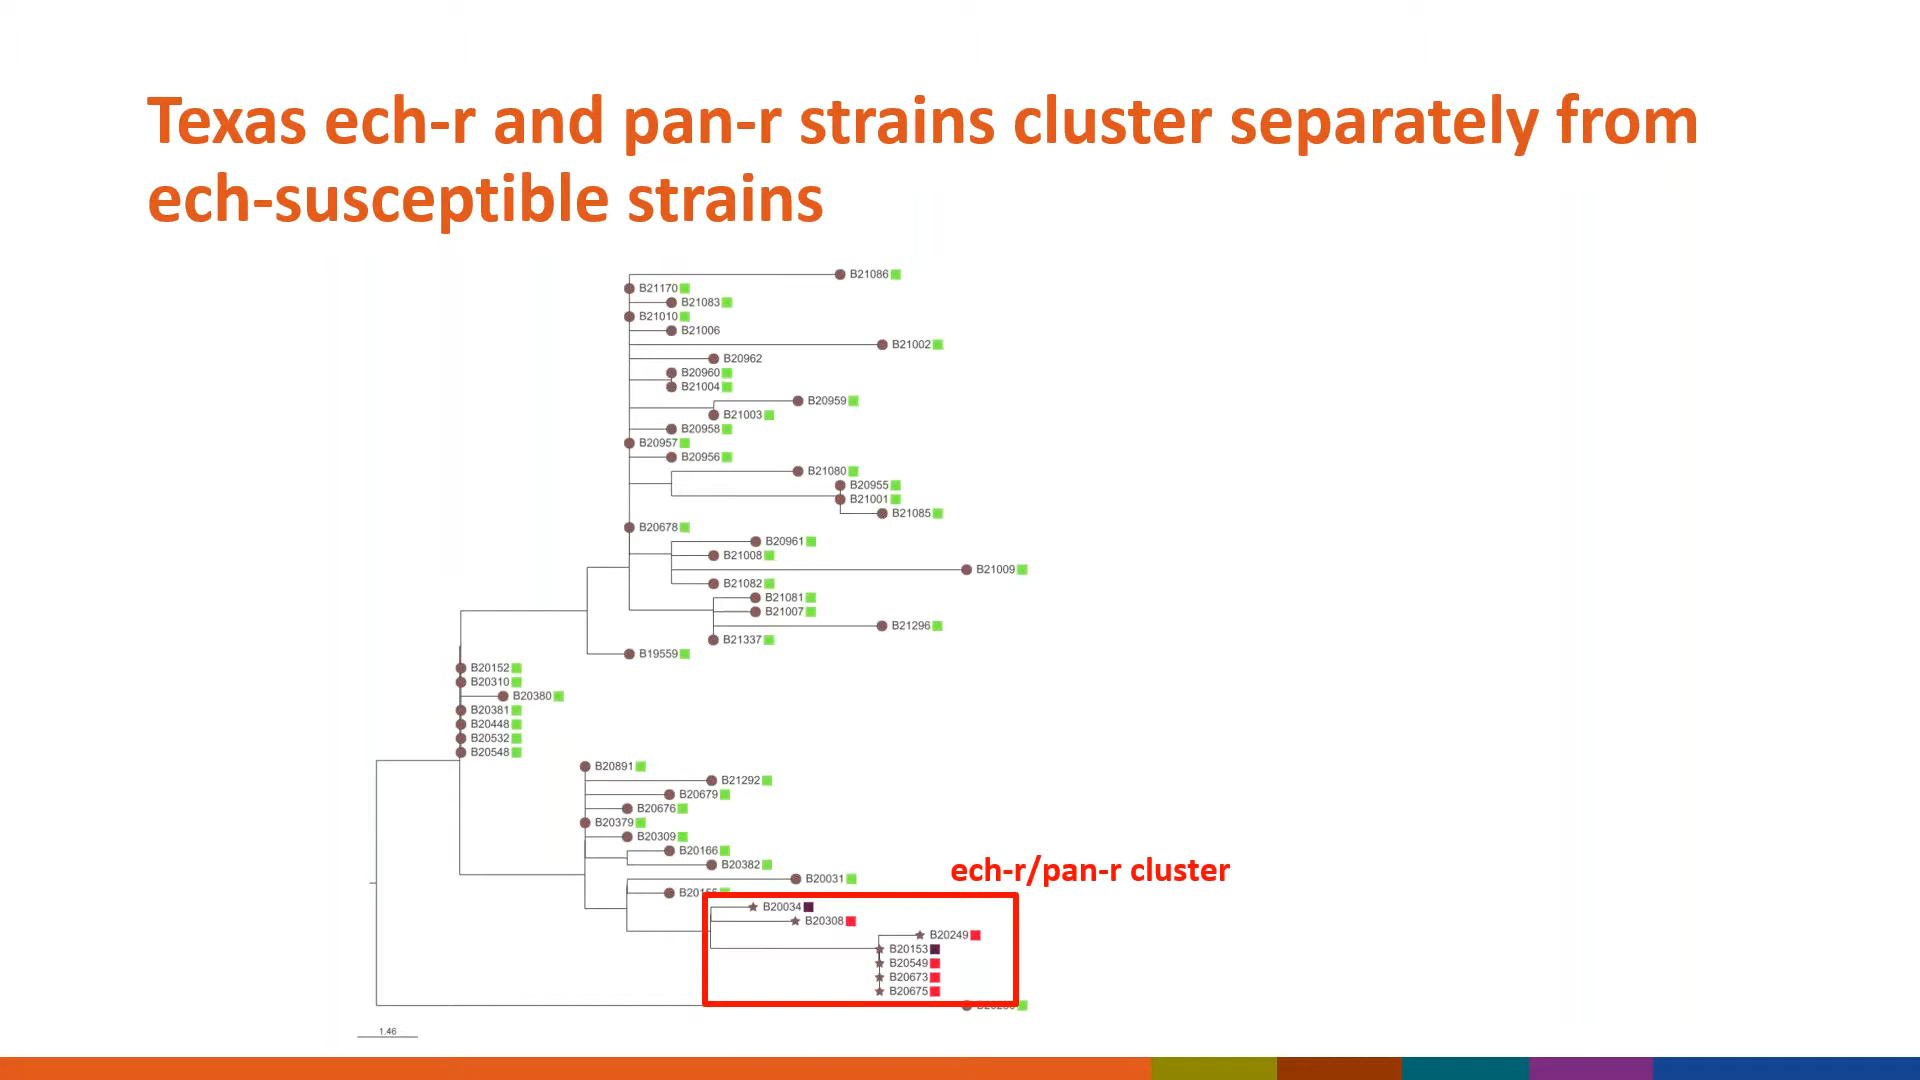 Texas ech-r and pan-r strains cluster separately from
ech-susceptible strains
B21086
B21170
B21083
B21010
B21006
B21002
B20962
B20960
B21004
B20959
B21003
B20958
B20957
B20956
B21080
B20955
B21001
B21085
B20678
B20961
B21008
B21009
B21082
B21081
B21007
B21296
B21337
B19559
B20152
B20310
B20380
B20381
B20448
B20532
B20548
B20891
B21292
B20679
B20676
B20379
B20309
B20166
B20382
ech-r/pan-r cluster
B20031
B20034
B20308
B20249
B20153
B20549
B20673
B20675
1.46